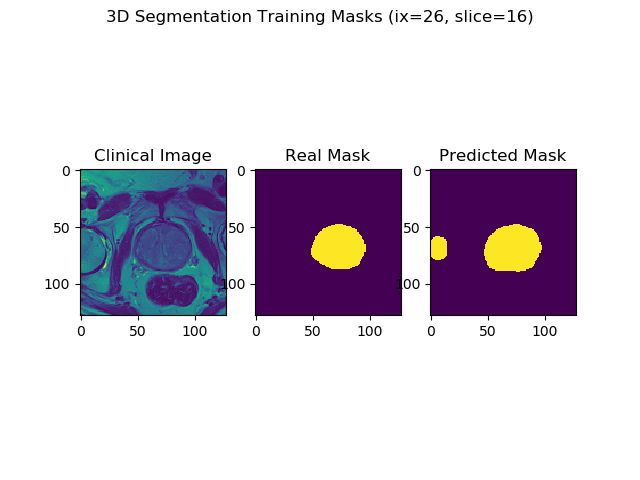 3D Segmentation Training Masks (ix=26, slice=16)
Clinical Image Real Mask Predicted Mask
0 0 0
50 50 50
100 100 100
0 50 100 0 50 100 0 50 100